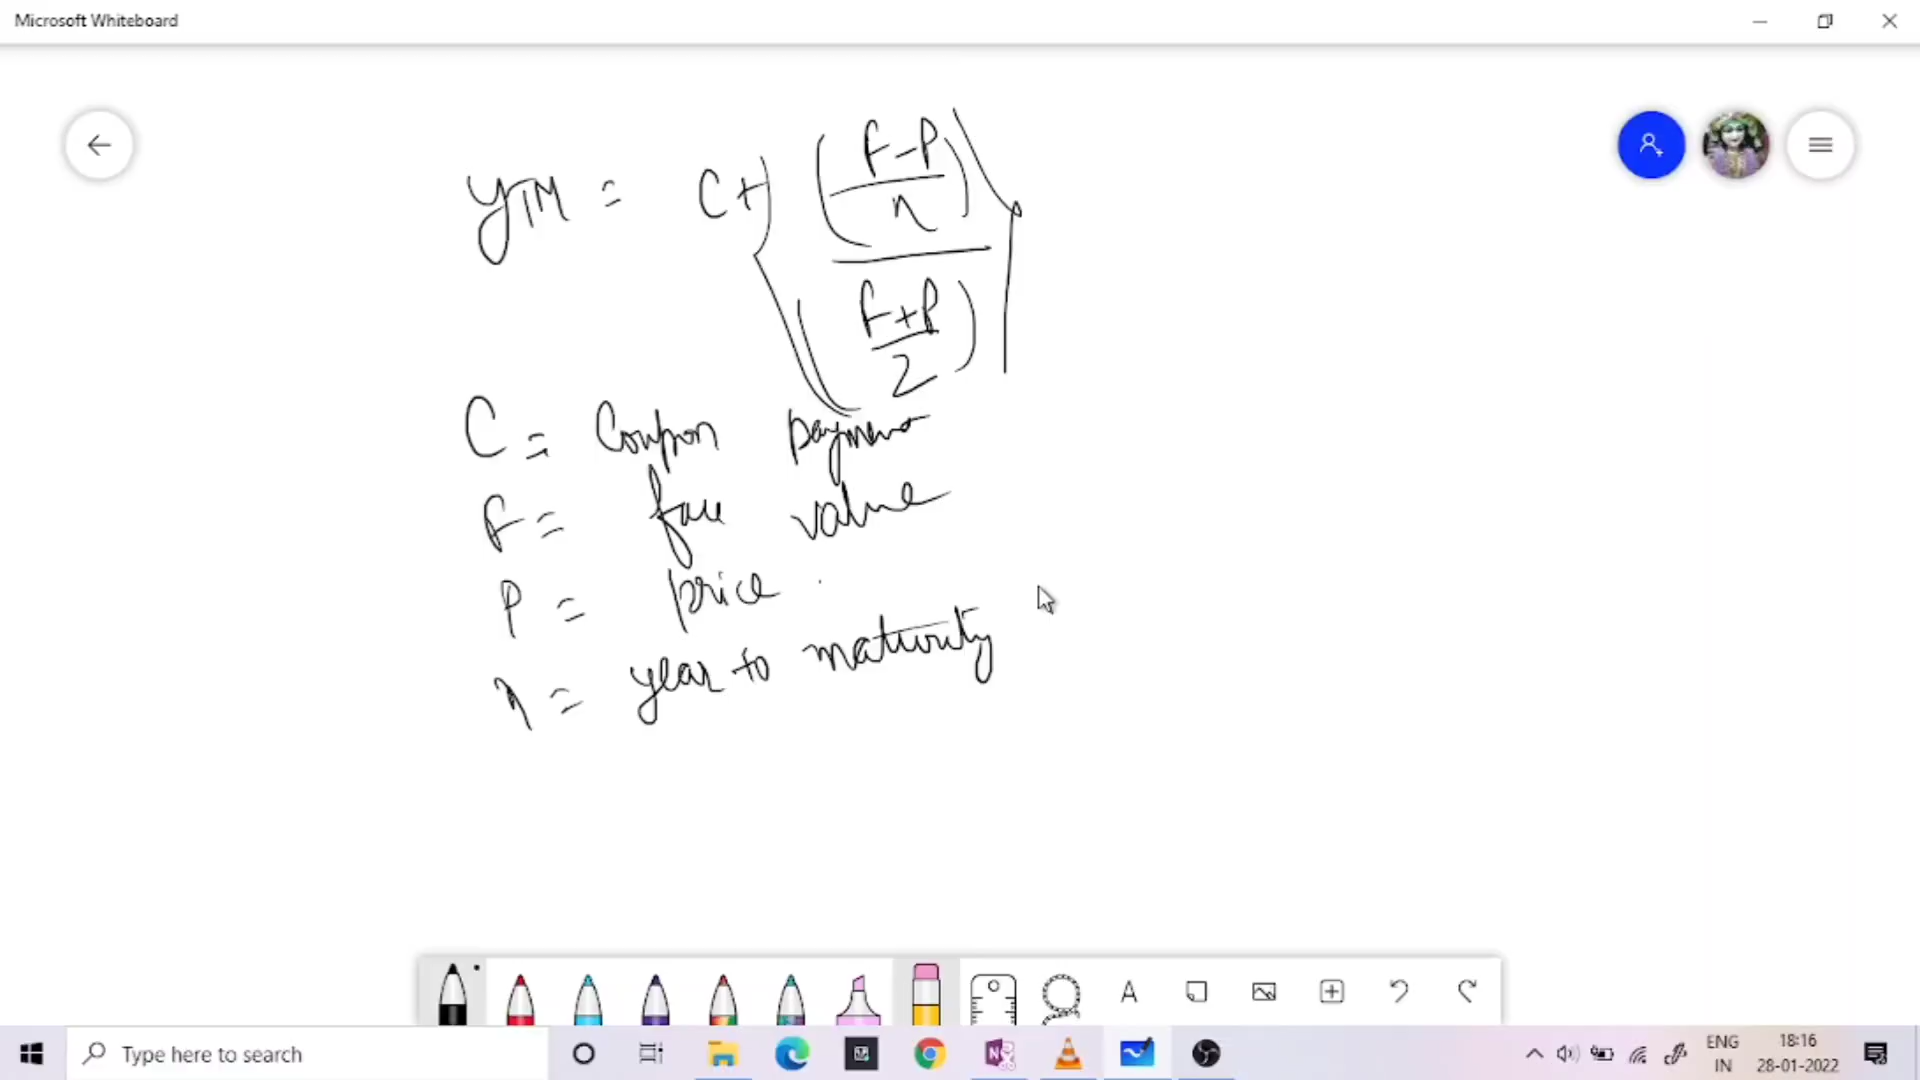 Microsoft Whiteboard
YTM = C + { (F-P / n) / (F+P / 2) }
C = Coupon payment
F = face value
P = price
n = year to maturity
Type here to search
ENG
IN
18:16
28-01-2022